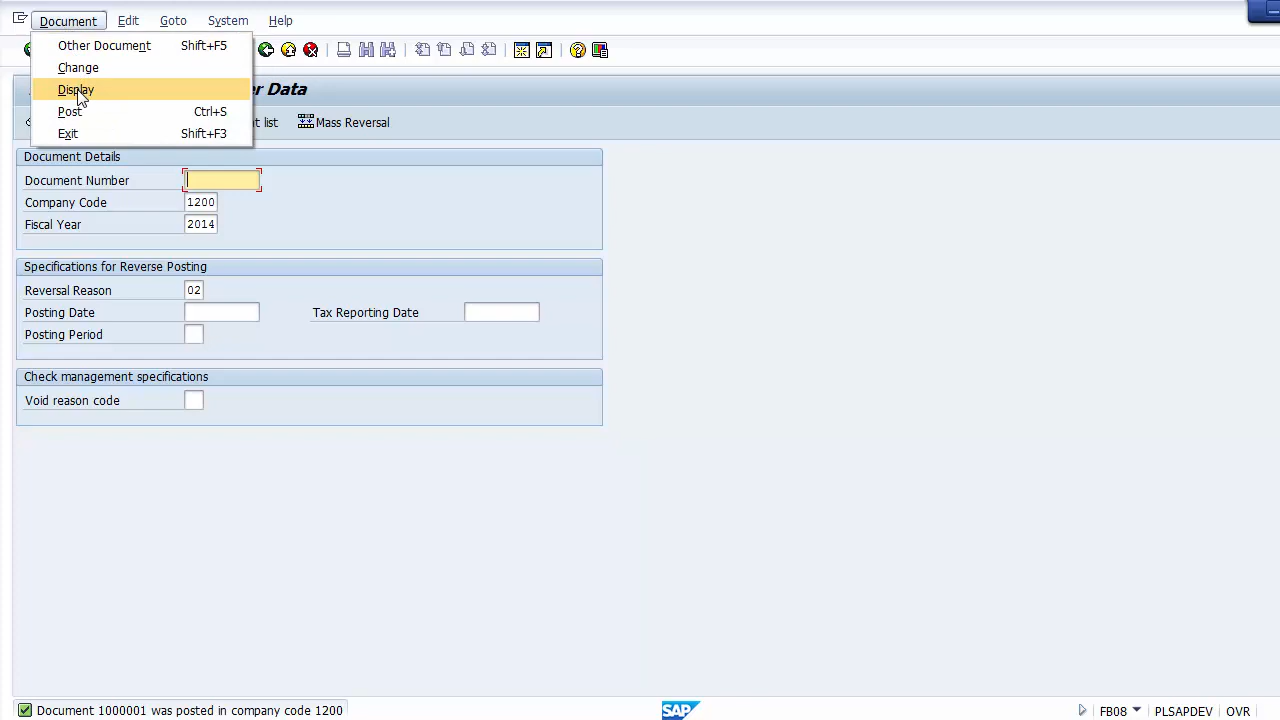 Document Edit Goto System Help
Other Document Shift+F5
Change
Display
Post Ctrl+S
Exit Shift+F3
er Data
nt list Mass Reversal
Document Details
Document Number
Company Code 1200
Fiscal Year 2014
Specifications for Reverse Posting
Reversal Reason 02
Posting Date Tax Reporting Date
Posting Period
Check management specifications
Void reason code
Document 1000001 was posted in company code 1200 SAP FB08 PLSAPDEV OVR